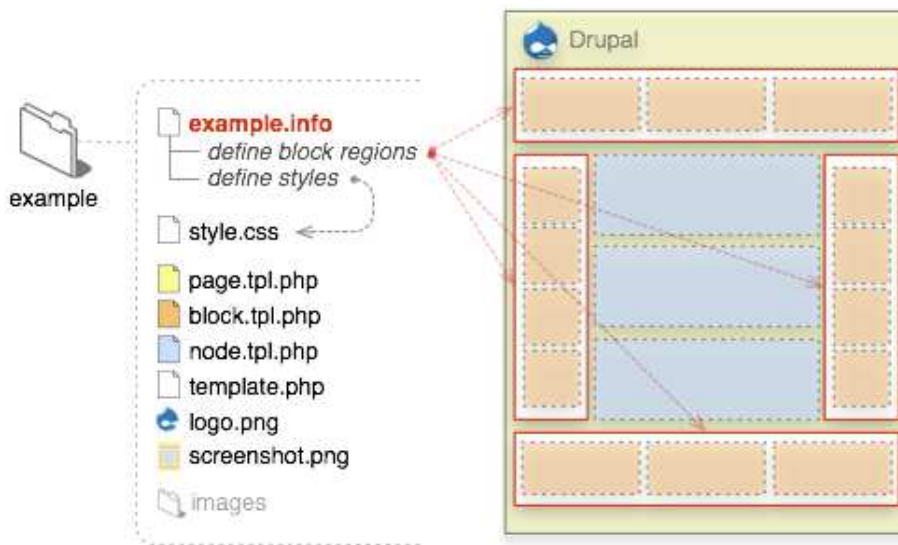 Drupal
example.info
define block regions
define styles
example
style.css
page.tpl.php
block.tpl.php
node.tpl.php
template.php
logo.png
screenshot.png
images